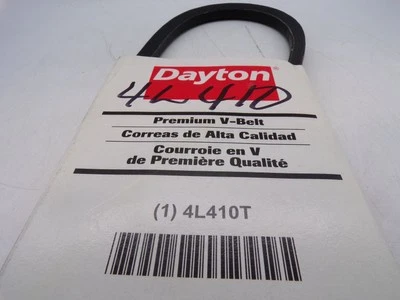 Dayton
4L410
Premium V-Belt
Correas de Alta Calidad
Courroie en V
de Première Qualité
(1) 4L410T